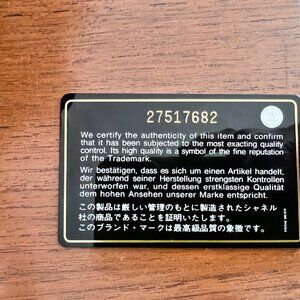 27517682
We certify the authenticity of this item and confirm
that it has been subjected to the most exacting quality
control. Its high quality is a symbol of the fine reputation
of the Trademark.
Wir bestätigen, dass es sich um einen Artikel handelt,
der während seiner Herstellung strengsten Kontrollen
unterworfen war, und dessen erstklassige Qualität
dem hohen Ansehen unserer Marke entspricht.
この製品は厳しい管理のもとに製造されたシャネル
社の商品であることを証明いたします。
このブランド・マークは最高級品質の象徴です。